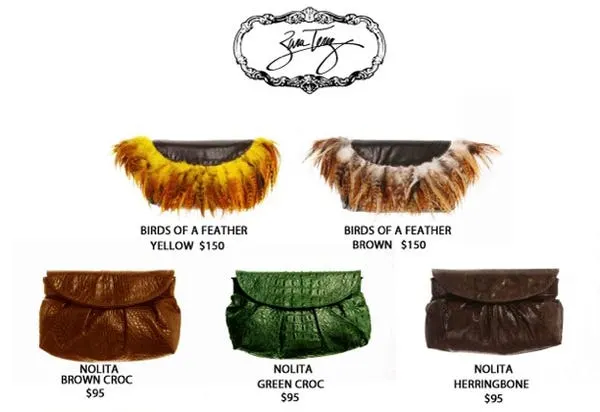 BIRDS OF A FEATHER
YELLOW $150
BIRDS OF A FEATHER
BROWN $150
NOLITA
BROWN CROC
$95
NOLITA
GREEN CROC
$95
NOLITA
HERRINGBONE
$95